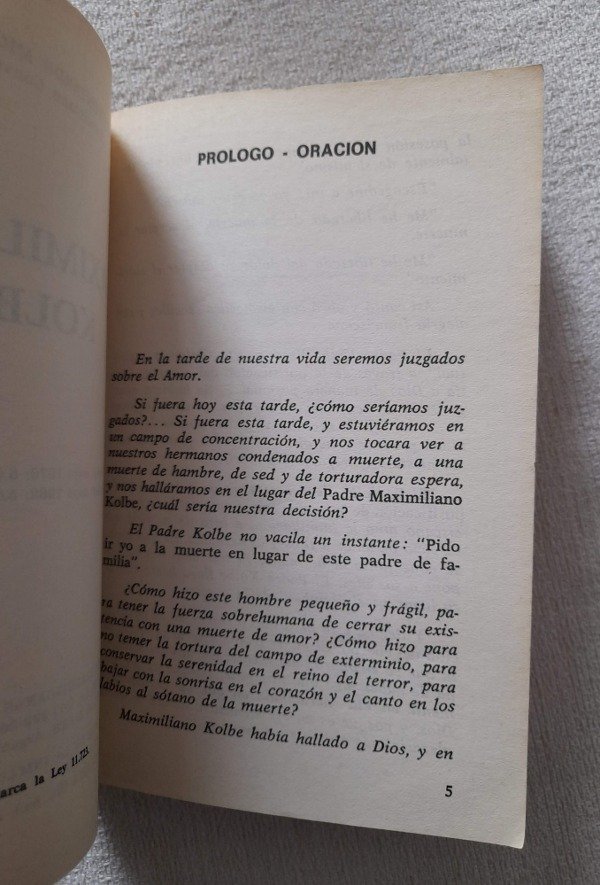 PROLOGO - ORACION
En la tarde de nuestra vida seremos juzgados
sobre el Amor.
Si fuera hoy esta tarde, ¿cómo seríamos juz-
gados?... Si fuera esta tarde, y estuviéramos en
un campo de concentración, y nos tocara ver a
nuestros hermanos condenados a muerte, a una
muerte de hambre, de sed y de torturadora espera,
y nos halláramos en el lugar del Padre Maximiliano
Kolbe, ¿cuál sería nuestra decisión?
El Padre Kolbe no vacila un instante: "Pido
ir yo a la muerte en lugar de este padre de fa-
milia".
¿Cómo hizo este hombre pequeño y frágil, pa-
ra tener la fuerza sobrehumana de cerrar su exis-
tencia con una muerte de amor? ¿Cómo hizo para
no temer la tortura del campo de exterminio, para
conservar la serenidad en el reino del terror, para
bajar con la sonrisa en el corazón y el canto en los
labios al sótano de la muerte?
Maximiliano Kolbe había hallado a Dios, y en
5
arca la Ley 11.723.